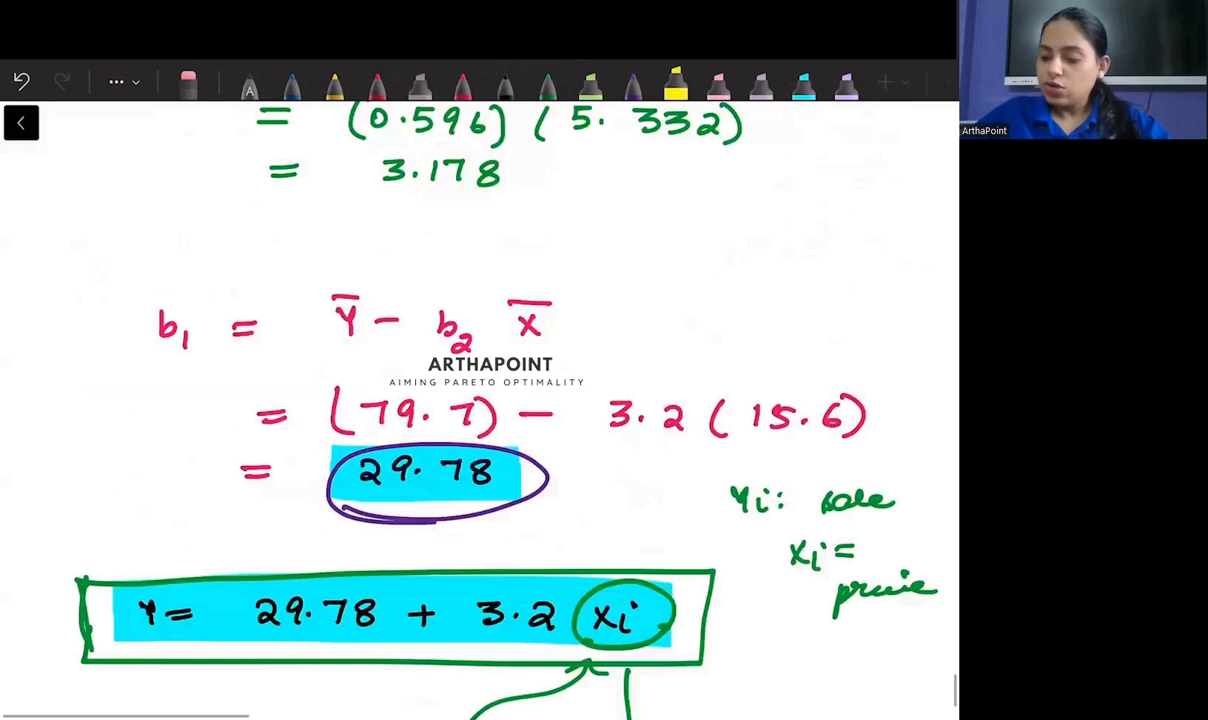 = (0.596) (5.332)
= 3.178
b₁ = Y̅ - b₂ X̅
ARTHAPOINT
AIMING PARETO OPTIMALITY
= (79.7) - 3.2 (15.6)
= 29.78
Yi: sale
Xi =
price
Y = 29.78 + 3.2 Xi
ArthaPoint
A